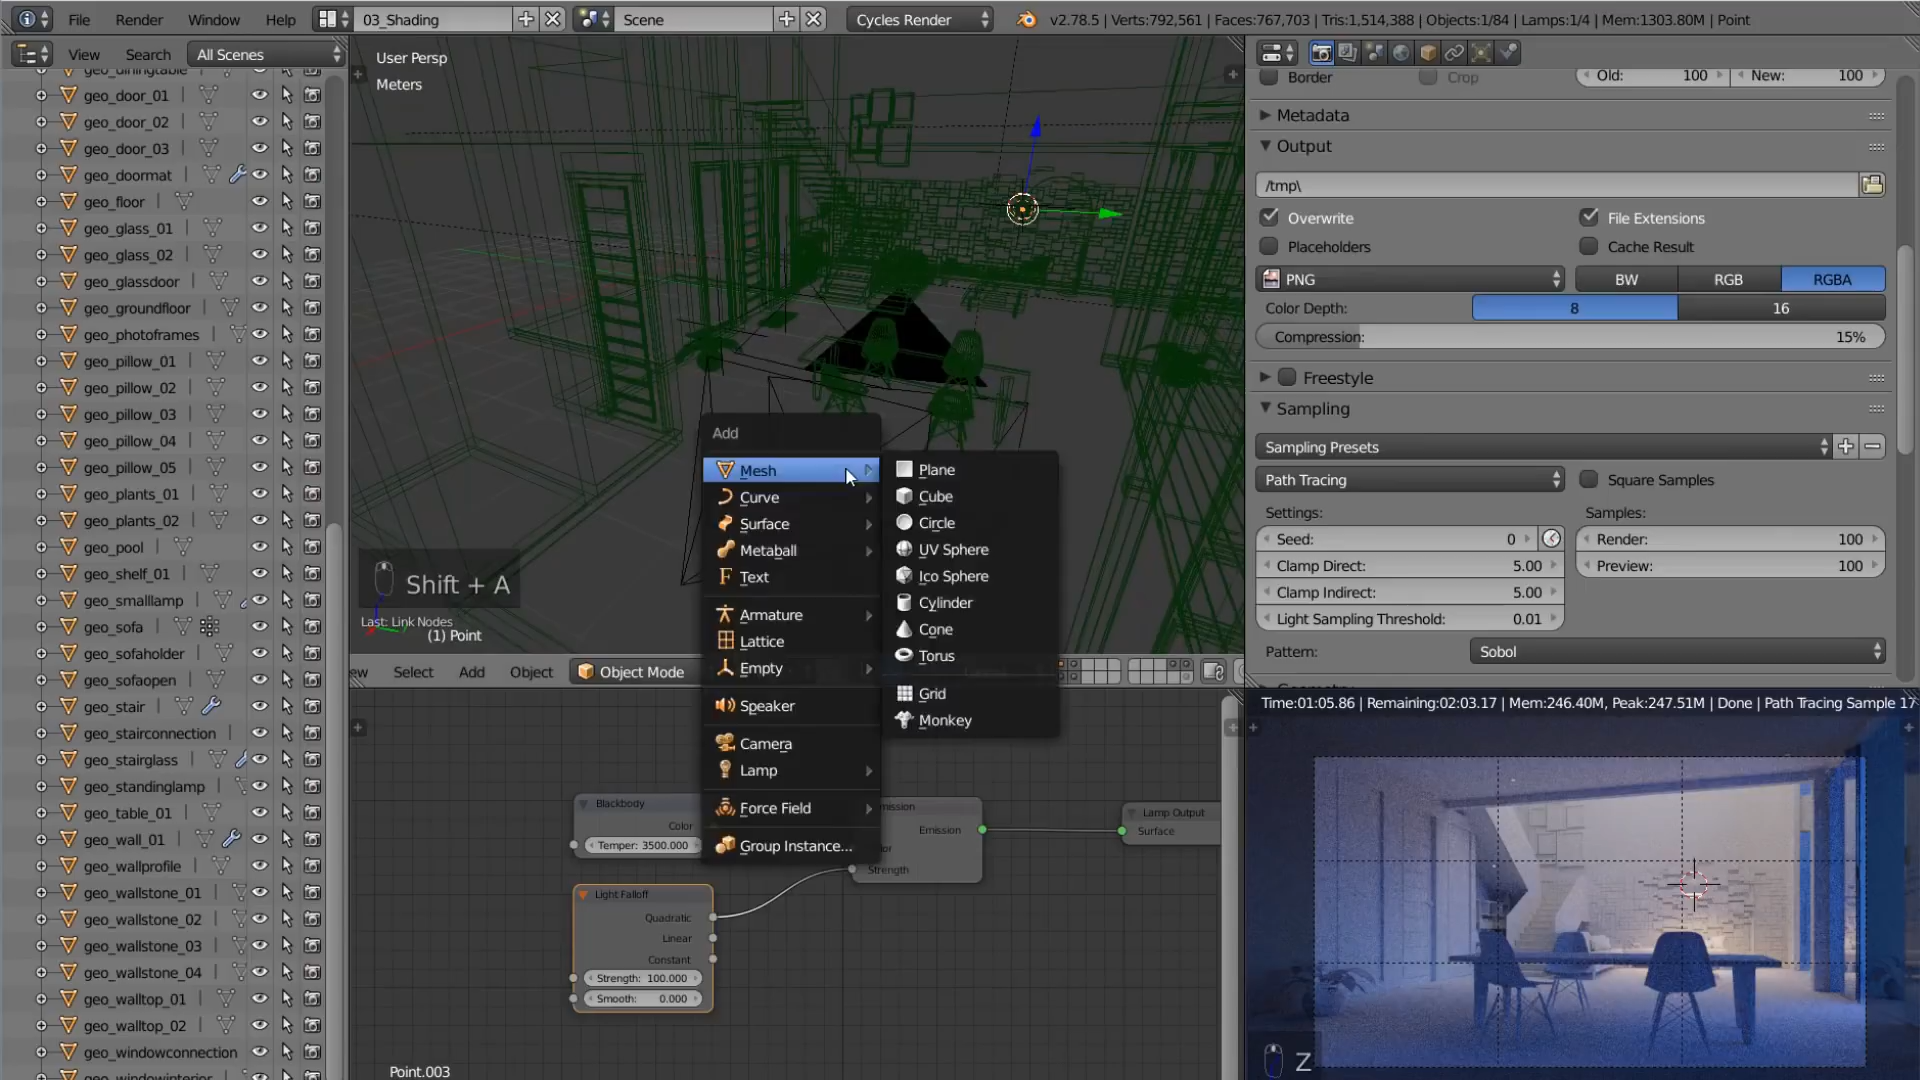 File Render Window Help 03_Shading Scene Cycles Render v2.78.5 | Verts:792,561 | Faces:767,703 | Tris:1,514,388 | Objects:1/84 | Lamps:1/4 | Mem:1303.80M | Point
View Search All Scenes
geo_diningtable
geo_door_01
geo_door_02
geo_door_03
geo_doormat
geo_floor
geo_glass_01
geo_glass_02
geo_glassdoor
geo_groundfloor
geo_photoframes
geo_pillow_01
geo_pillow_02
geo_pillow_03
geo_pillow_04
geo_pillow_05
geo_plants_01
geo_plants_02
geo_pool
geo_shelf_01
geo_smalllamp
geo_sofa
geo_sofaholder
geo_sofaopen
geo_stair
geo_stairconnection
geo_stairglass
geo_standinglamp
geo_table_01
geo_wall_01
geo_wallprofile
geo_wallstone_01
geo_wallstone_02
geo_wallstone_03
geo_wallstone_04
geo_walltop_01
geo_walltop_02
geo_windowconnection
geo_windowinterior
User Persp
Meters
Shift + A
Last: Link Nodes
(1) Point
ew Select Add Object Object Mode
Add
Mesh
Curve
Surface
Metaball
Text
Armature
Lattice
Empty
Speaker
Camera
Lamp
Force Field
Group Instance...
Plane
Cube
Circle
UV Sphere
Ico Sphere
Cylinder
Cone
Torus
Grid
Monkey
Blackbody
Color
Temper: 3500.000
Light Falloff
Quadratic
Linear
Constant
Strength: 100.000
Smooth: 0.000
mission
Emission
or
Strength
Lamp Output
Surface
Point.003
Border Crop Old: 100 New: 100
Metadata
Output
/tmp\
Overwrite File Extensions
Placeholders Cache Result
PNG BW RGB RGBA
Color Depth: 8 16
Compression: 15%
Freestyle
Sampling
Sampling Presets
Path Tracing Square Samples
Settings: Samples:
Seed: 0 Render: 100
Clamp Direct: 5.00 Preview: 100
Clamp Indirect: 5.00
Light Sampling Threshold: 0.01
Pattern: Sobol
Time:01:05.86 | Remaining:02:03.17 | Mem:246.40M, Peak:247.51M | Done | Path Tracing Sample 17
Z